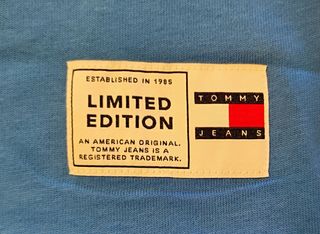 ESTABLISHED IN 1985
LIMITED
EDITION
AN AMERICAN ORIGINAL.
TOMMY JEANS IS A
REGISTERED TRADEMARK.
TOMMY
JEANS